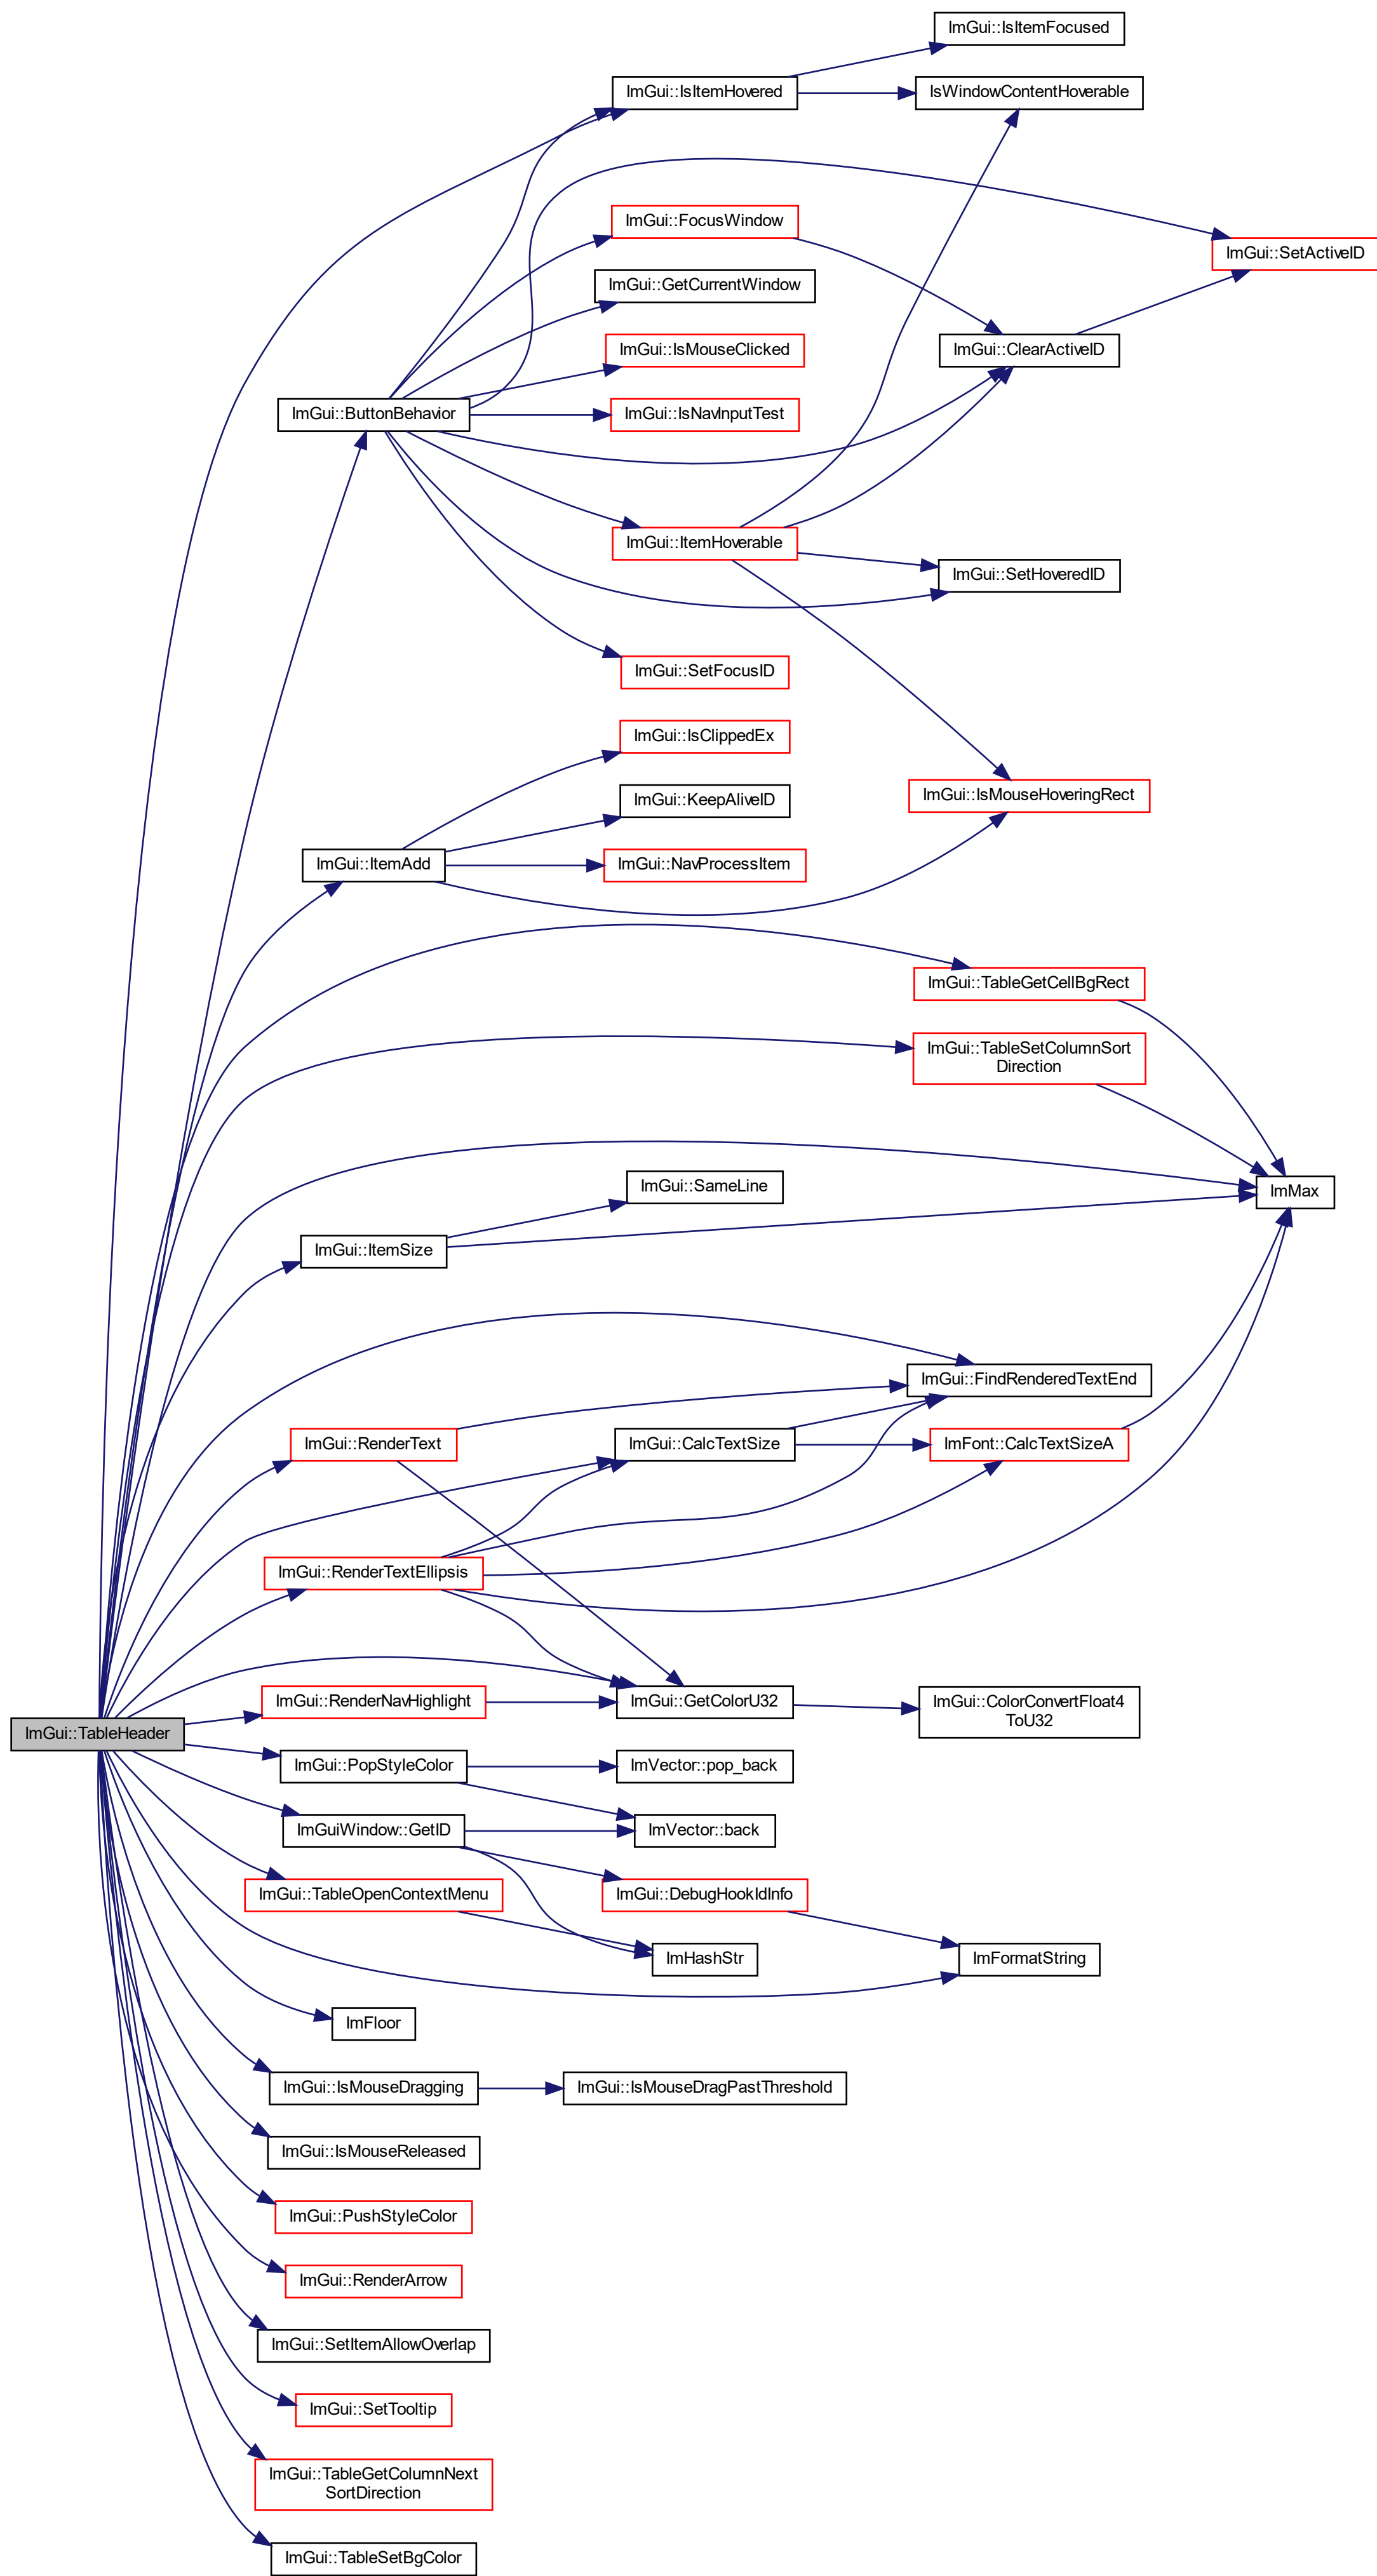 ImGui::IsItemFocused
ImGui::IsItemHovered
IsWindowContentHoverable
ImGui::FocusWindow
ImGui::SetActiveID
ImGui::GetCurrentWindow
ImGui::IsMouseClicked
ImGui::ClearActiveID
ImGui::ButtonBehavior
ImGui::IsNavInputTest
ImGui::ItemHoverable
ImGui::SetHoveredID
ImGui::SetFocusID
ImGui::IsClippedEx
ImGui::KeepAliveID
ImGui::IsMouseHoveringRect
ImGui::ItemAdd
ImGui::NavProcessItem
ImGui::TableGetCellBgRect
ImGui::TableSetColumnSort
Direction
ImGui::SameLine
ImMax
ImGui::ItemSize
ImGui::FindRenderedTextEnd
ImGui::RenderText
ImGui::CalcTextSize
ImFont::CalcTextSizeA
ImGui::RenderTextEllipsis
ImGui::RenderNavHighlight
ImGui::GetColorU32
ImGui::ColorConvertFloat4
ToU32
ImGui::TableHeader
ImGui::PopStyleColor
ImVector::pop_back
ImGuiWindow::GetID
ImVector::back
ImGui::TableOpenContextMenu
ImGui::DebugHookIdInfo
ImHashStr
ImFormatString
ImFloor
ImGui::IsMouseDragging
ImGui::IsMouseDragPastThreshold
ImGui::IsMouseReleased
ImGui::PushStyleColor
ImGui::RenderArrow
ImGui::SetItemAllowOverlap
ImGui::SetTooltip
ImGui::TableGetColumnNext
SortDirection
ImGui::TableSetBgColor